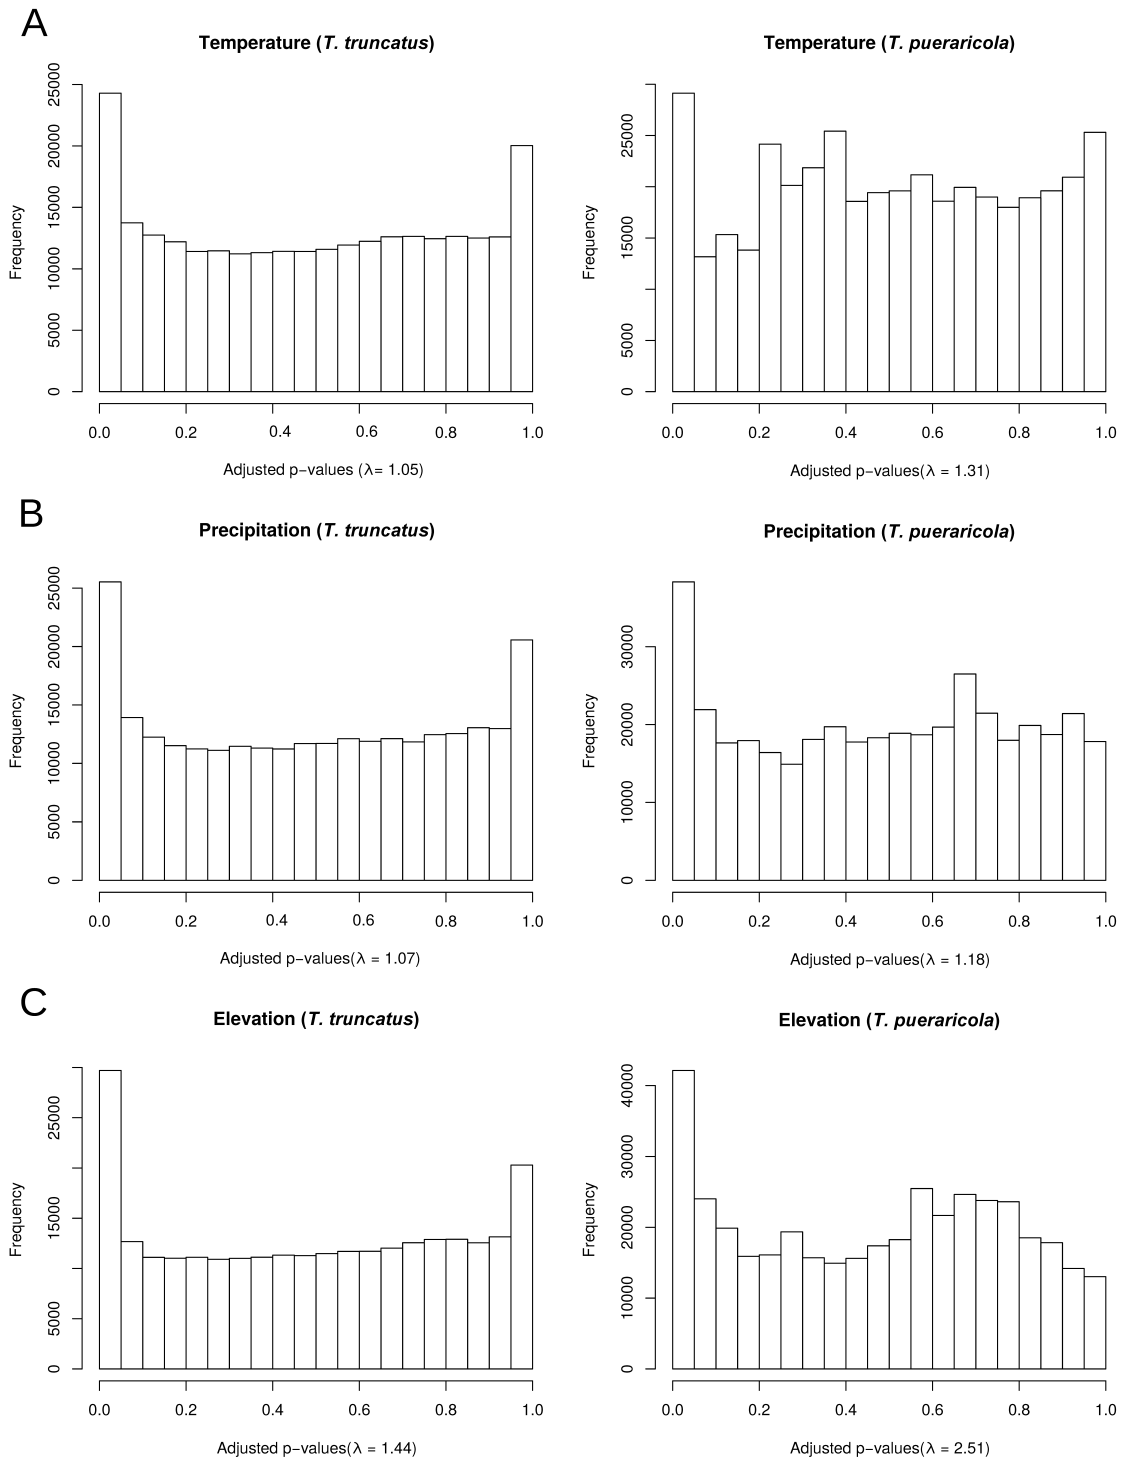 A
Temperature (T. truncatus)
Frequency
0
5000
10000
15000
20000
25000
0.0 0.2 0.4 0.6 0.8 1.0
Adjusted p−values (λ= 1.05)
Temperature (T. pueraricola)
Frequency
0
5000
15000
25000
0.0 0.2 0.4 0.6 0.8 1.0
Adjusted p−values(λ = 1.31)
B
Precipitation (T. truncatus)
Frequency
0
5000
10000
15000
20000
25000
0.0 0.2 0.4 0.6 0.8 1.0
Adjusted p−values(λ = 1.07)
Precipitation (T. pueraricola)
Frequency
0
10000
20000
30000
0.0 0.2 0.4 0.6 0.8 1.0
Adjusted p−values(λ = 1.18)
C
Elevation (T. truncatus)
Frequency
0
5000
15000
25000
0.0 0.2 0.4 0.6 0.8 1.0
Adjusted p−values(λ = 1.44)
Elevation (T. pueraricola)
Frequency
0
10000
20000
30000
40000
0.0 0.2 0.4 0.6 0.8 1.0
Adjusted p−values(λ = 2.51)